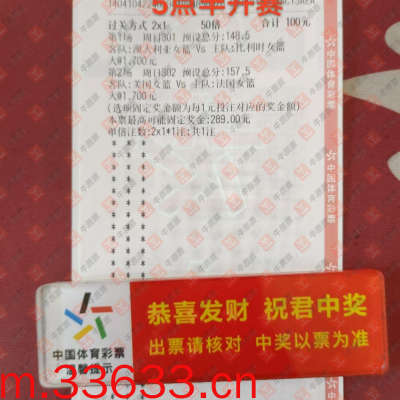 5点半开赛
过关方式 2x1 50倍 合计 100元
第1场 周日301 预设总分:148.5
客队:澳大利亚女篮 Vs 主队:比利时女篮
大@1.700元
第2场 周日302 预设总分:157.5
客队:美国女篮 Vs 主队:法国女篮
大@1.700元
(选项固定奖金额为每1元投注对应的奖金额)
本票最高可能固定奖金:289.00元
单倍注数:2x1*1注;共1注
中国体育彩票
恭喜发财 祝君中奖
出票请核对 中奖以票为准
中国体育彩票
温馨提示
m.33633.cn